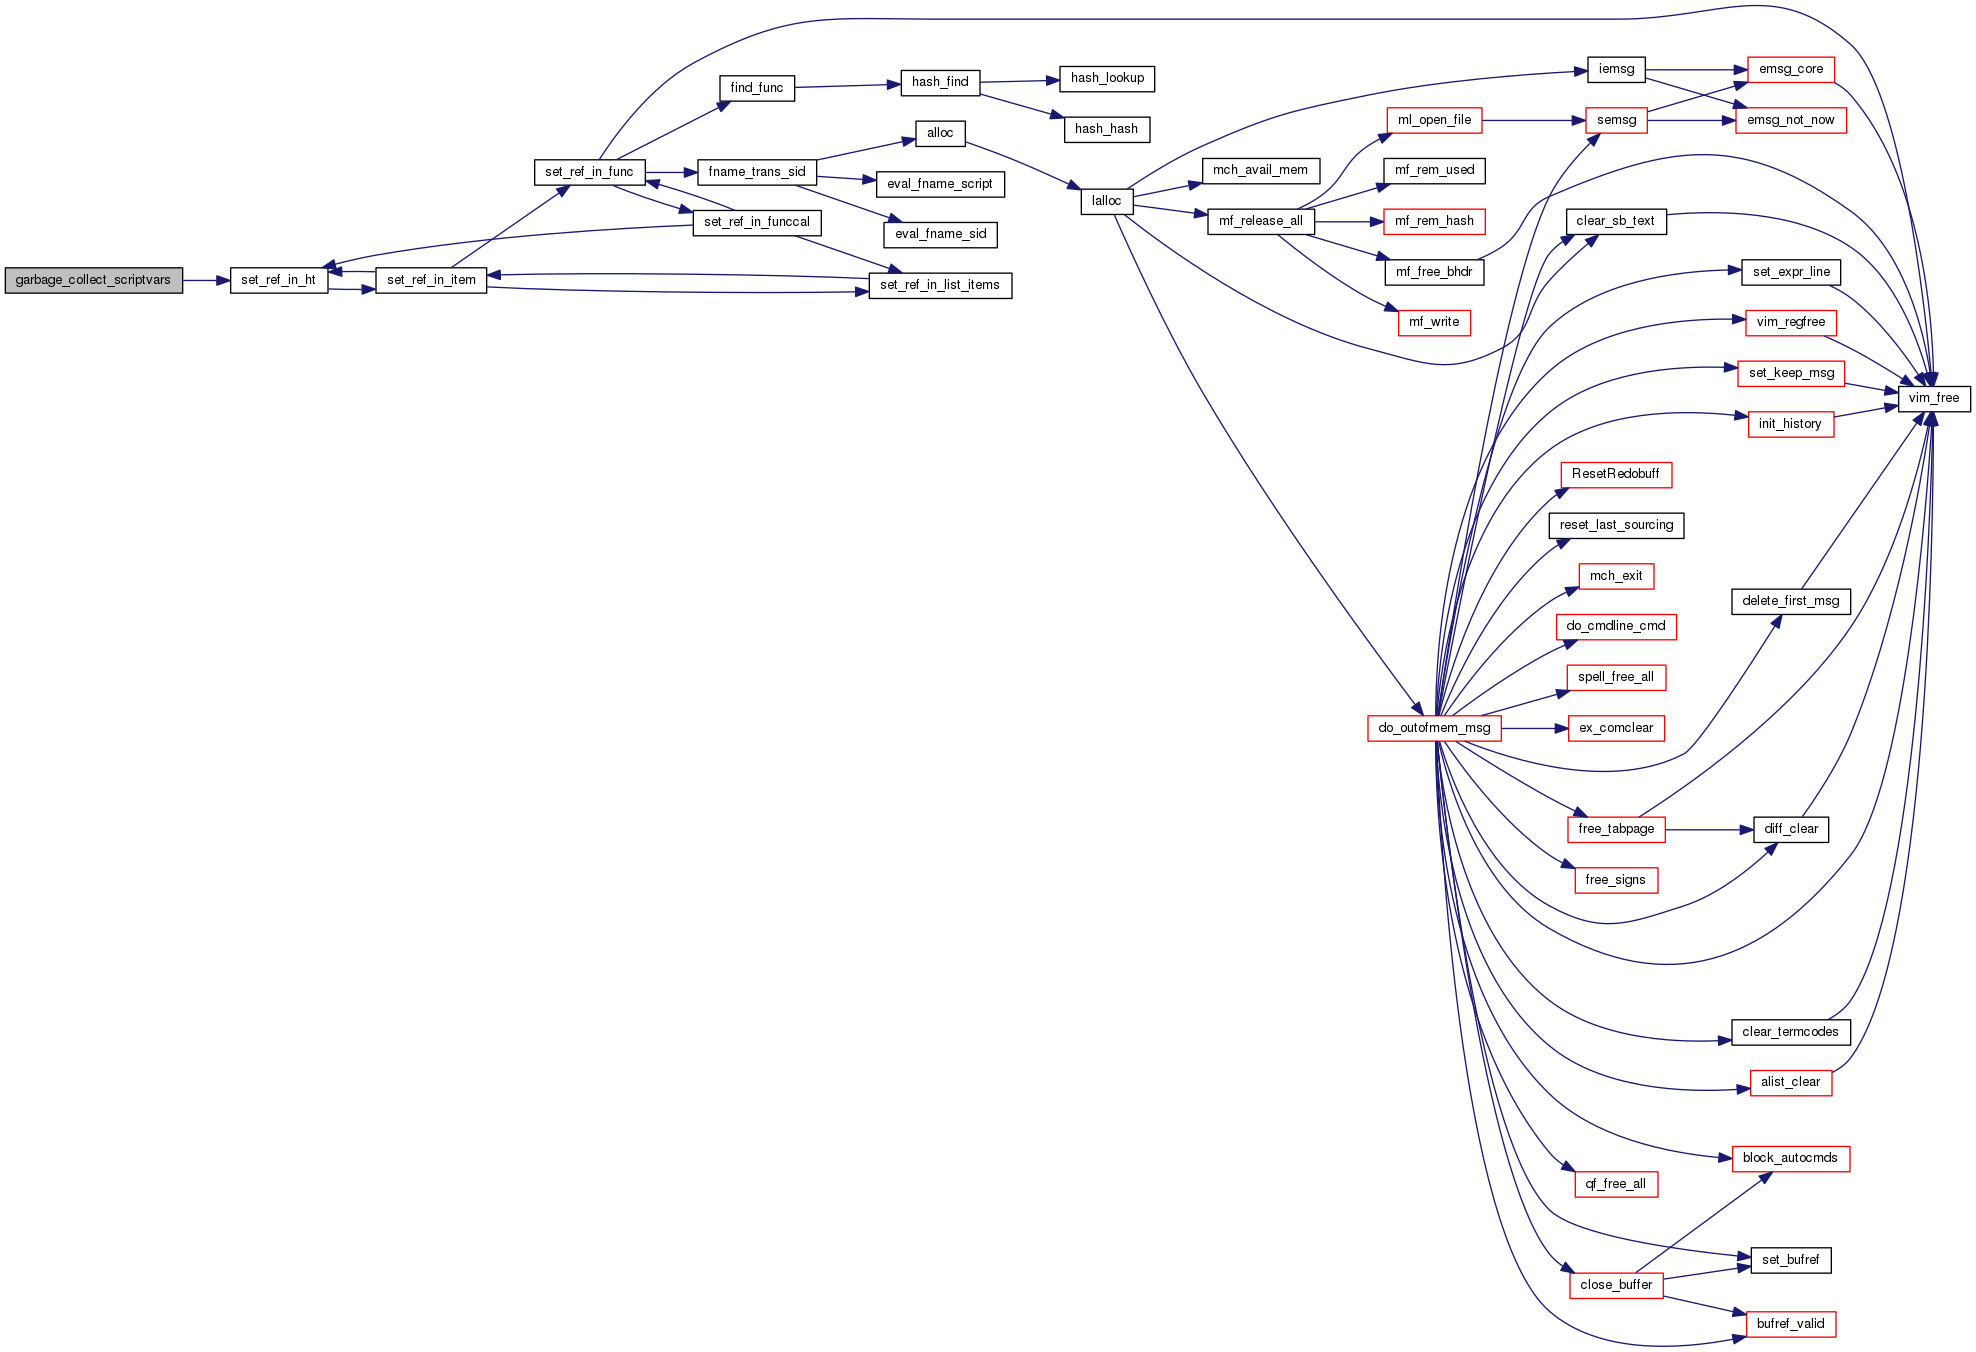 garbage_collect_scriptvars
set_ref_in_ht
set_ref_in_item
set_ref_in_func
find_func
fname_trans_sid
set_ref_in_funccal
set_ref_in_list_items
hash_find
alloc
eval_fname_script
eval_fname_sid
hash_lookup
hash_hash
lalloc
mch_avail_mem
mf_release_all
ml_open_file
mf_rem_used
mf_rem_hash
mf_free_bhdr
mf_write
do_outofmem_msg
iemsg
semsg
clear_sb_text
ResetRedobuff
reset_last_sourcing
mch_exit
do_cmdline_cmd
spell_free_all
ex_comclear
free_tabpage
free_signs
qf_free_all
close_buffer
emsg_core
emsg_not_now
set_expr_line
vim_regfree
set_keep_msg
init_history
delete_first_msg
diff_clear
clear_termcodes
alist_clear
block_autocmds
set_bufref
bufref_valid
vim_free